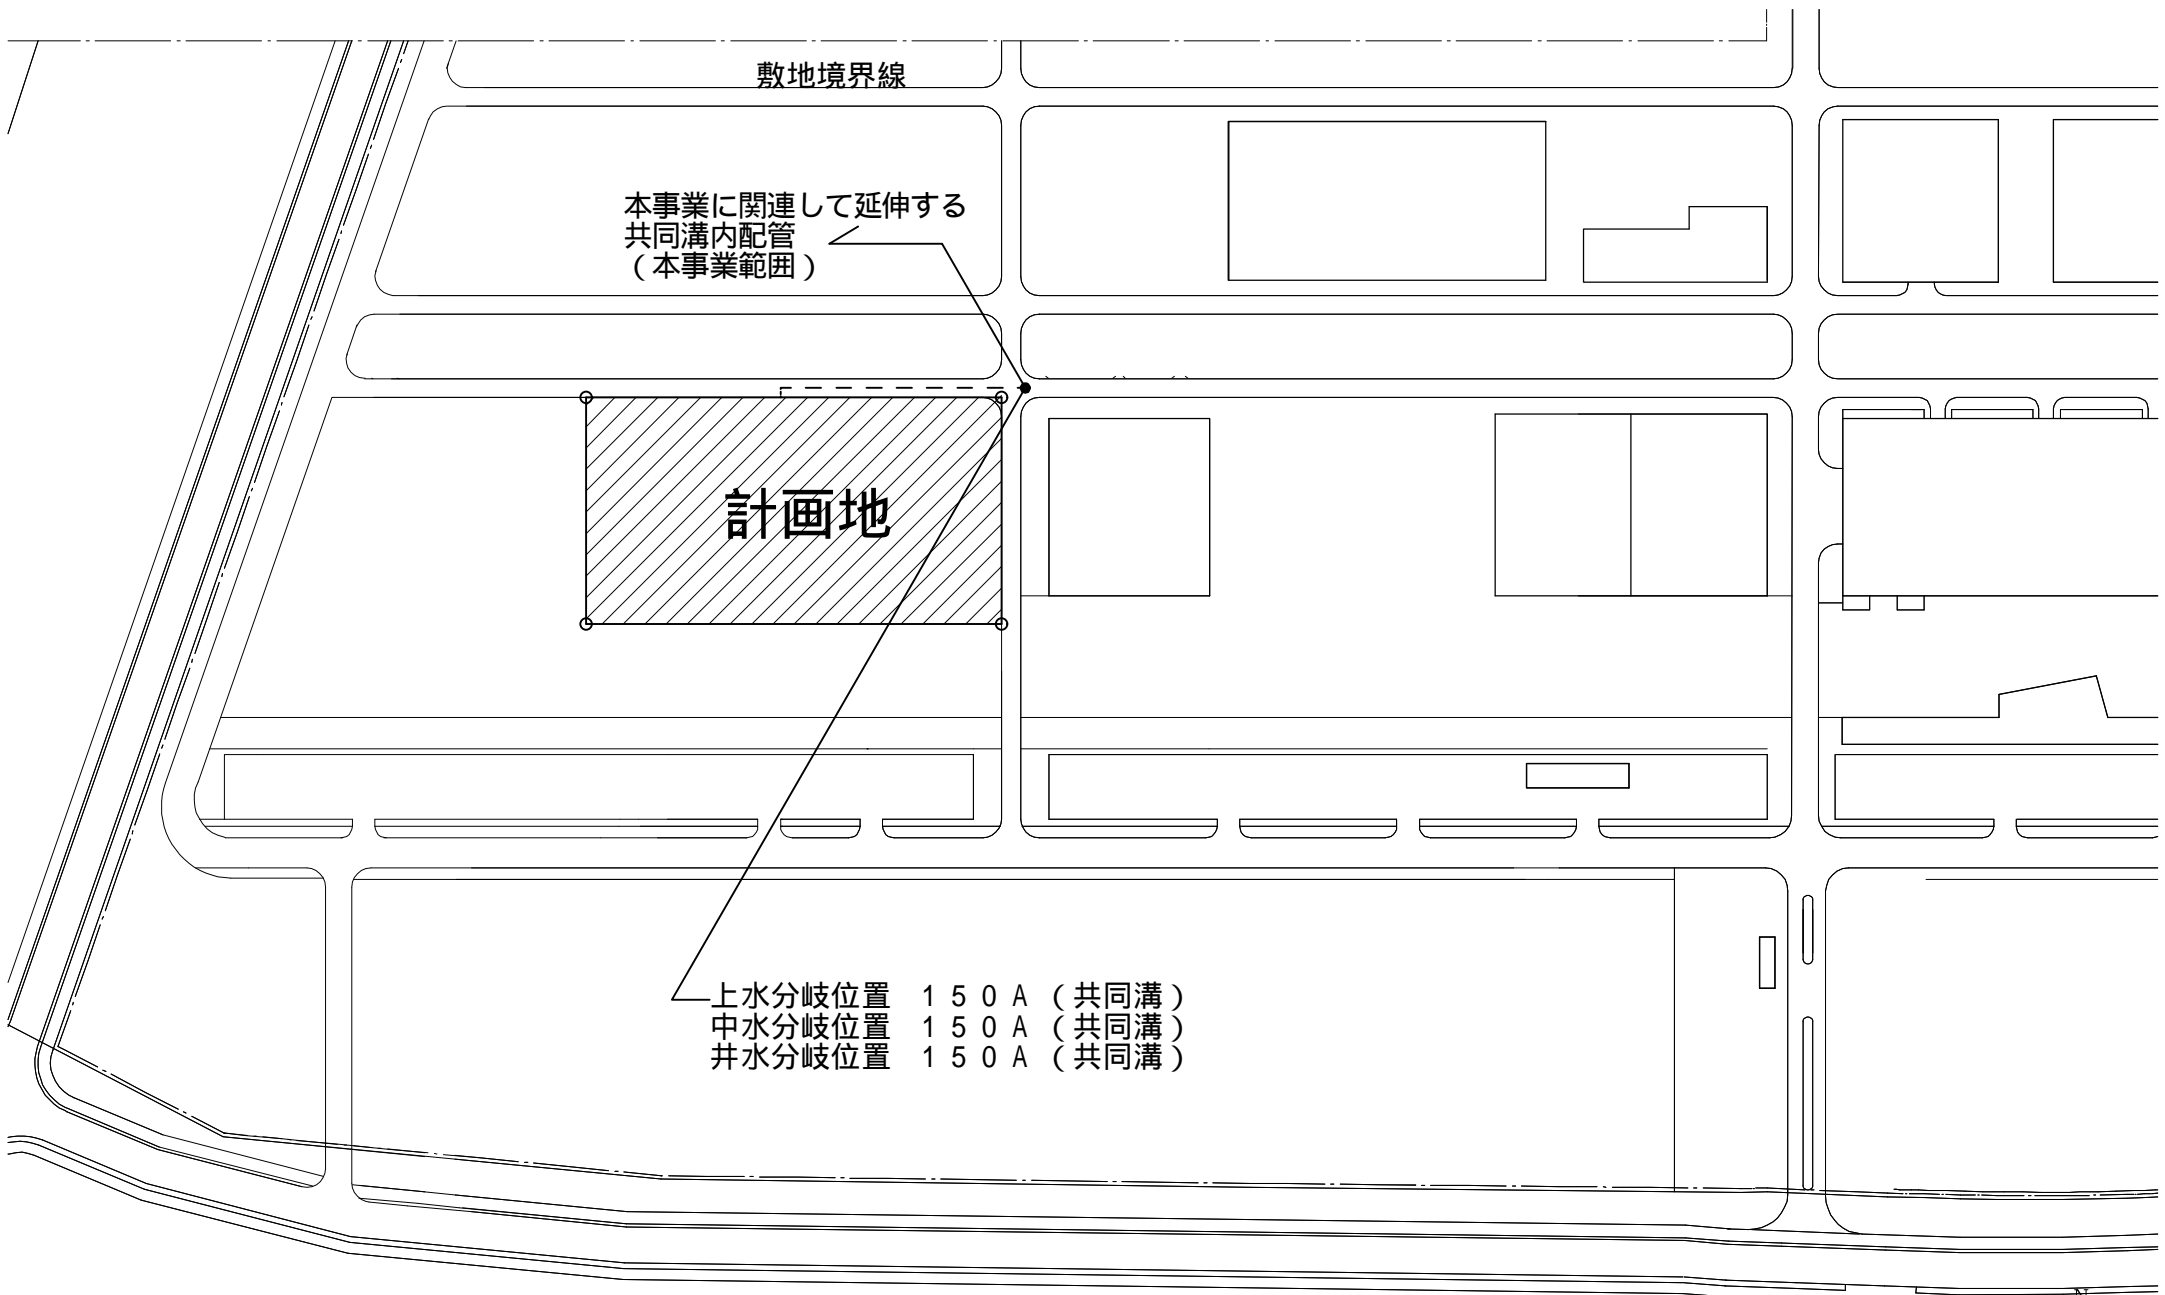 敷地境界線
本事業に関連して延伸する
共同溝内配管
（本事業範囲）
計画地
上水分岐位置　１５０Ａ（共同溝）
中水分岐位置　１５０Ａ（共同溝）
井水分岐位置　１５０Ａ（共同溝）